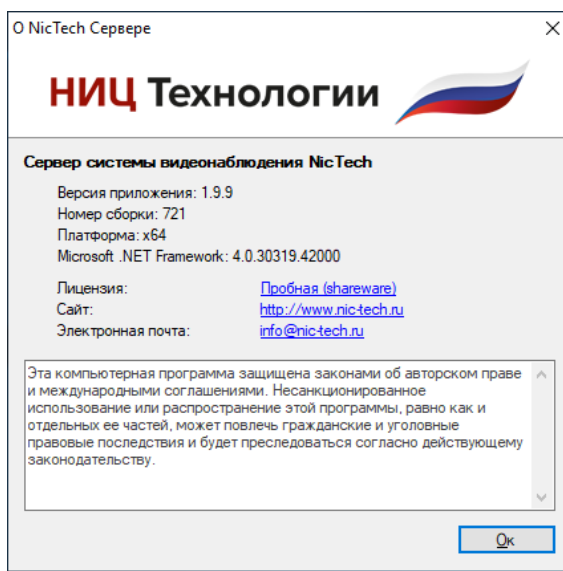 О NicTech Сервере
НИЦ Технологии
Сервер системы видеонаблюдения NicTech
Версия приложения: 1.9.9
Номер сборки: 721
Платформа: x64
Microsoft .NET Framework: 4.0.30319.42000
Лицензия: Пробная (shareware)
Сайт: http://www.nic-tech.ru
Электронная почта: info@nic-tech.ru
Эта компьютерная программа защищена законами об авторском праве
и международными соглашениями. Несанкционированное
использование или распространение этой программы, равно как и
отдельных ее частей, может повлечь гражданские и уголовные
правовые последствия и будет преследоваться согласно действующему
законодательству.
Ок